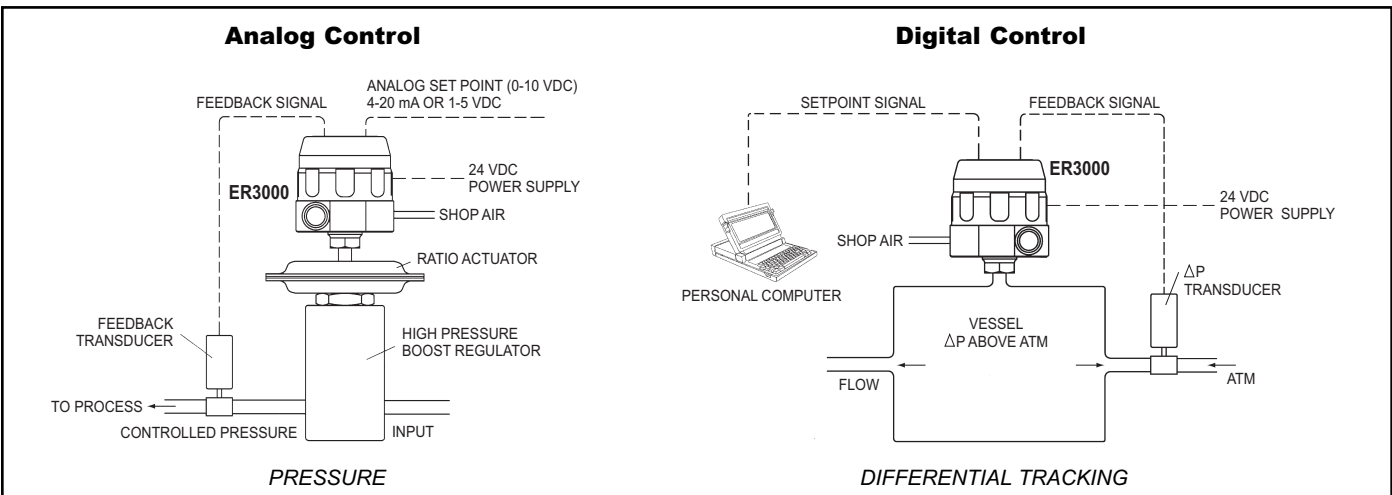 Analog Control
FEEDBACK SIGNAL
ANALOG SET POINT (0-10 VDC)
4-20 mA OR 1-5 VDC
ER3000
24 VDC
POWER SUPPLY
SHOP AIR
RATIO ACTUATOR
FEEDBACK
TRANSDUCER
HIGH PRESSURE
BOOST REGULATOR
TO PROCESS
CONTROLLED PRESSURE
INPUT
PRESSURE
Digital Control
SETPOINT SIGNAL
FEEDBACK SIGNAL
ER3000
24 VDC
POWER SUPPLY
SHOP AIR
PERSONAL COMPUTER
ΔP
TRANSDUCER
VESSEL
ΔP ABOVE ATM
FLOW
ATM
DIFFERENTIAL TRACKING